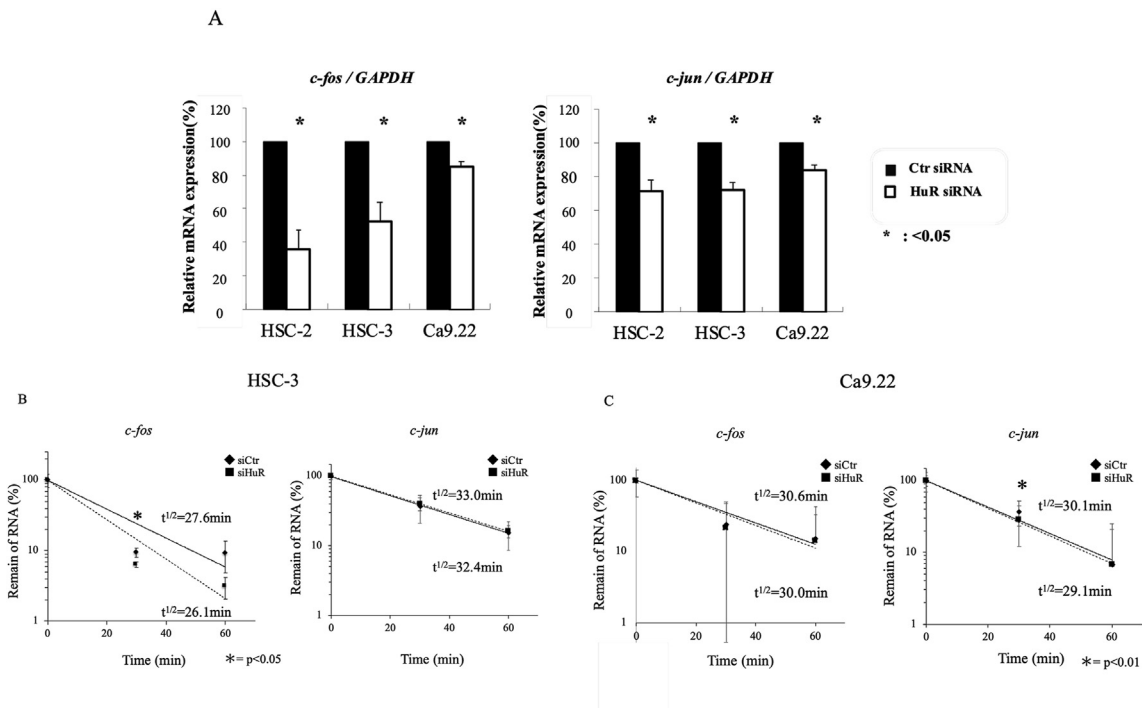 A
c-fos / GAPDH
Relative mRNA expression(%)
120
100
80
60
40
20
0
*
*
*
HSC-2
HSC-3
Ca9.22
c-jun / GAPDH
Relative mRNA expression(%)
120
100
80
60
40
20
0
*
*
*
HSC-2
HSC-3
Ca9.22
Ctr siRNA
HuR siRNA
* : <0.05
HSC-3
B
c-fos
siCtr
siHuR
Remain of RNA (%)
100
10
1
*
t1/2=27.6min
t1/2=26.1min
0
20
40
60
Time (min)
*= p<0.05
c-jun
siCtr
siHuR
Remain of RNA (%)
100
10
1
t1/2=33.0min
t1/2=32.4min
0
20
40
60
Time (min)
Ca9.22
C
c-fos
siCtr
siHuR
Remain of RNA (%)
100
10
1
t1/2=30.6min
t1/2=30.0min
0
20
40
60
Time (min)
c-jun
siCtr
siHuR
Remain of RNA (%)
100
10
1
*
t1/2=30.1min
t1/2=29.1min
0
20
40
60
Time (min)
*= p<0.01